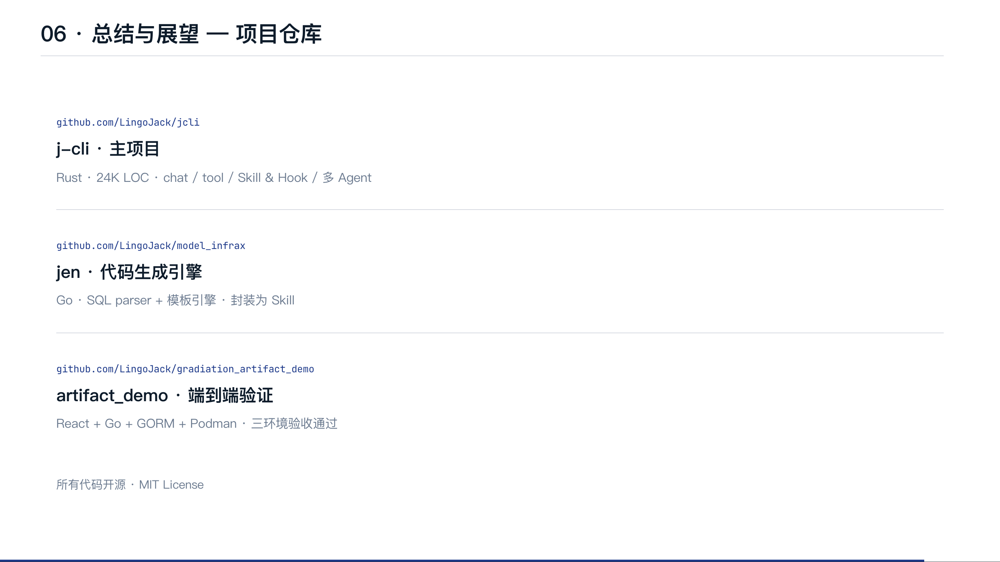 06 · 总结与展望 — 项目仓库
github.com/LingoJack/jcli
j-cli · 主项目
Rust · 24K LOC · chat / tool / Skill & Hook / 多 Agent
github.com/LingoJack/model_infrax
jen · 代码生成引擎
Go · SQL parser + 模板引擎 · 封装为 Skill
github.com/LingoJack/gradiation_artifact_demo
artifact_demo · 端到端验证
React + Go + GORM + Podman · 三环境验收通过
所有代码开源 · MIT License